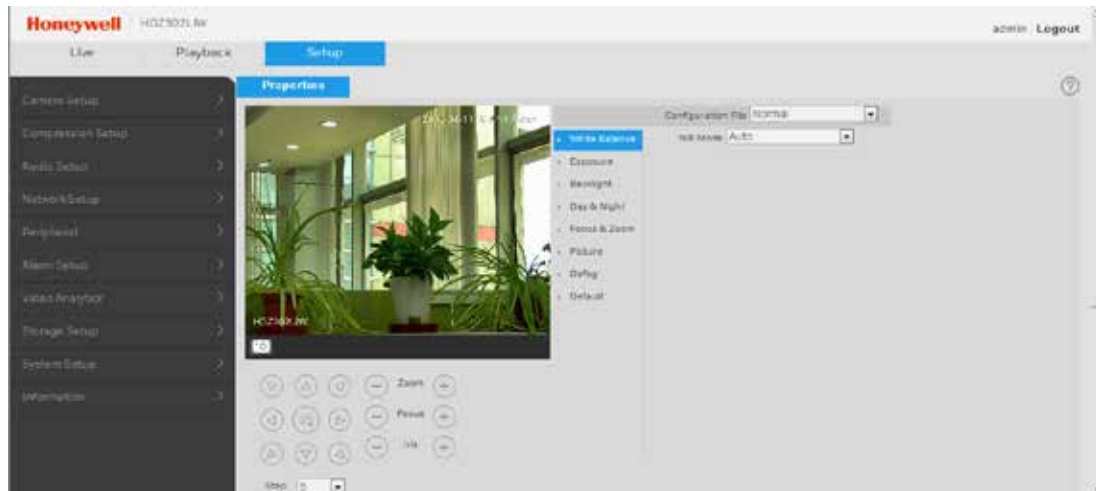 Honeywell
admin Logout
Live Playback Setup
Properties
Camera Setup
Compression Setup
Audio Setup
Network Setup
Peripheral
Alarm Setup
Video Analytics
Storage Setup
System Setup
Information
Configuration File Normal
Mode Auto
White Balance
Exposure
Backlight
Day & Night
Focus & Zoom
Picture
Defog
Default
Zoom
Focus
Iris
Step 5